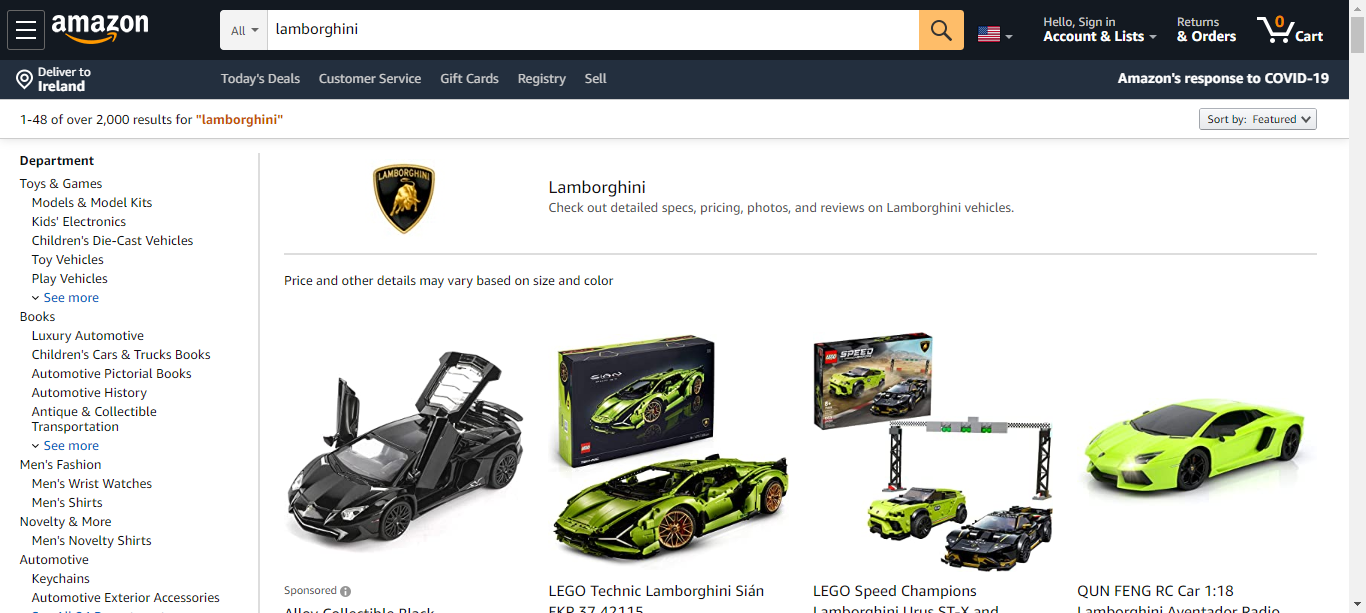 amazon
All
lamborghini
Hello, Sign in
Account & Lists
Returns
& Orders
0
Cart
Deliver to
Ireland
Today's Deals
Customer Service
Gift Cards
Registry
Sell
Amazon's response to COVID-19
1-48 of over 2,000 results for "lamborghini"
Sort by: Featured
Department
Toys & Games
Models & Model Kits
Kids' Electronics
Children's Die-Cast Vehicles
Toy Vehicles
Play Vehicles
See more
Books
Luxury Automotive
Children's Cars & Trucks Books
Automotive Pictorial Books
Automotive History
Antique & Collectible
Transportation
See more
Men's Fashion
Men's Wrist Watches
Men's Shirts
Novelty & More
Men's Novelty Shirts
Automotive
Keychains
Automotive Exterior Accessories
LAMBORGHINI
Lamborghini
Check out detailed specs, pricing, photos, and reviews on Lamborghini vehicles.
Price and other details may vary based on size and color
SIÁN
LEGO
LEGO
SPEED
Sponsored
Alloy Collectible Black
LEGO Technic Lamborghini Sián
FKP 37 42115
LEGO Speed Champions
Lamborghini Urus ST-X and
QUN FENG RC Car 1:18
Lamborghini Aventador Radio